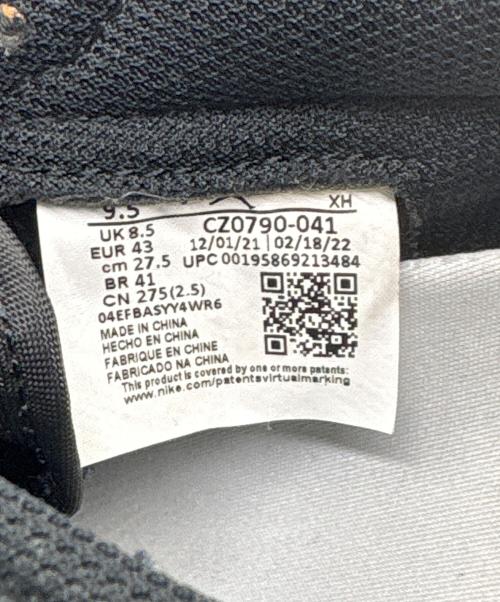 9.5 XH
UK 8.5 CZ0790-041
EUR 43 12/01/21 | 02/18/22
cm 27.5 UPC 00195869213484
BR 41
CN 275(2.5)
04EFBASYY4WR6
MADE IN CHINA
HECHO EN CHINA
FABRIQUE EN CHINE
FABRICADO NA CHINA
This product is covered by one or more patents:
www.nike.com/patentsvirtualmarking